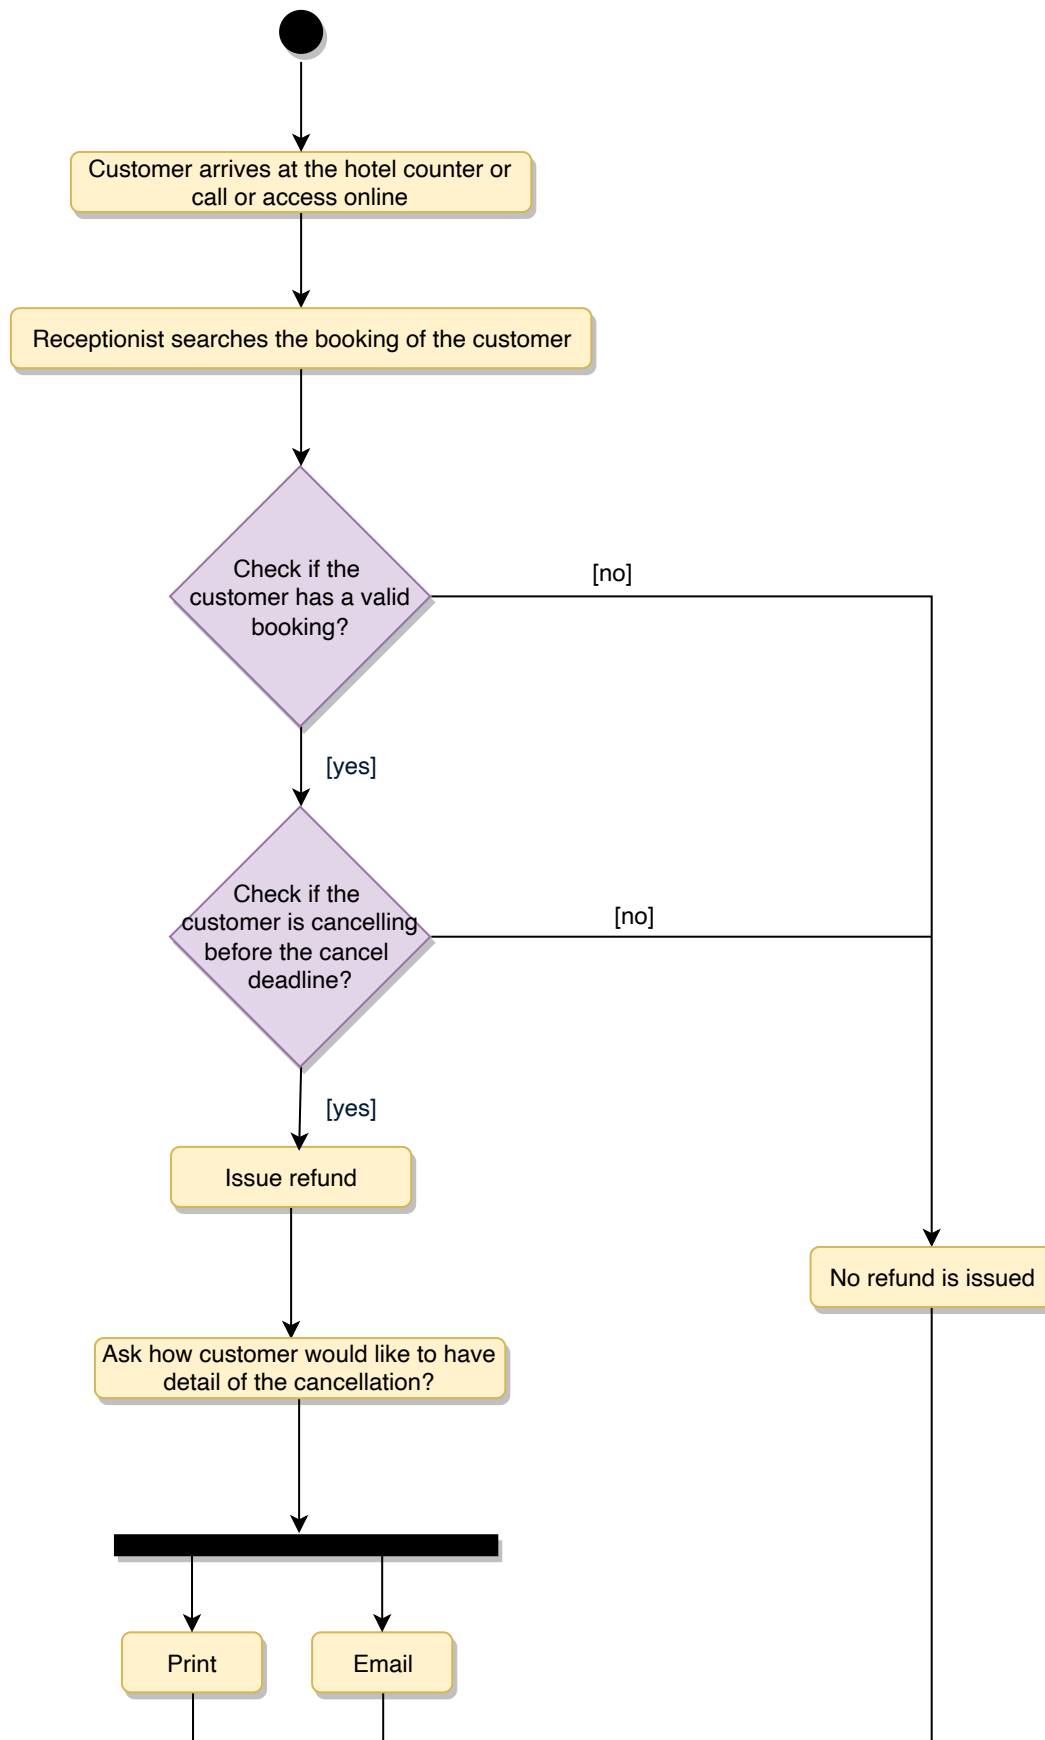 Customer arrives at the hotel counter or
call or access online
Receptionist searches the booking of the customer
Check if the
customer has a valid
booking?
[no]
[yes]
Check if the
customer is cancelling
before the cancel
deadline?
[no]
[yes]
Issue refund
No refund is issued
Ask how customer would like to have
detail of the cancellation?
Print
Email